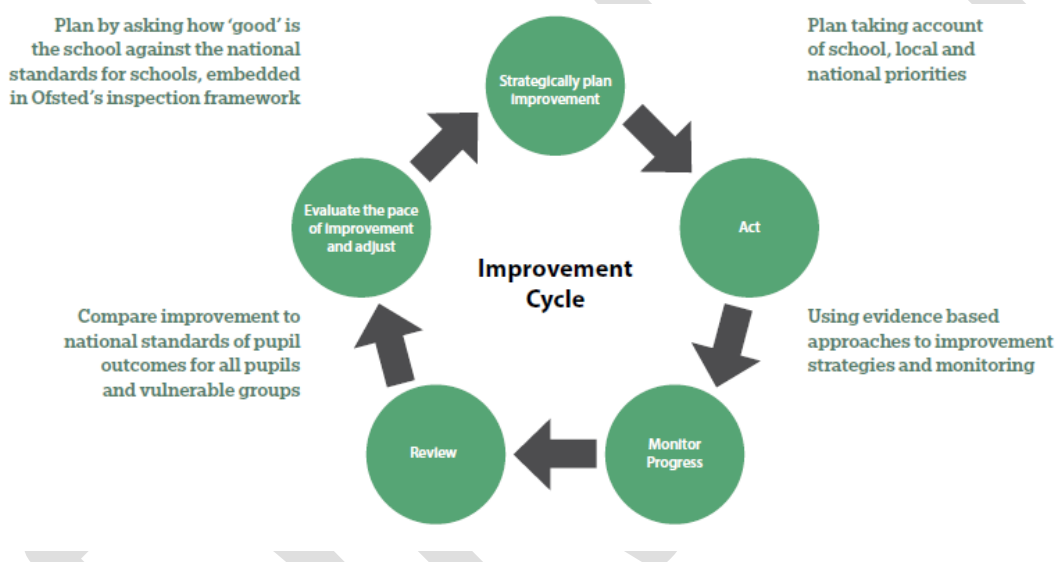 Plan by asking how ‘good’ is
the school against the national
standards for schools, embedded
in Ofsted’s inspection framework
Strategically plan
improvement
Plan taking account
of school, local and
national priorities
Evaluate the pace
of improvement
and adjust
Act
Improvement
Cycle
Compare improvement to
national standards of pupil
outcomes for all pupils
and vulnerable groups
Using evidence based
approaches to improvement
strategies and monitoring
Review
Monitor
Progress